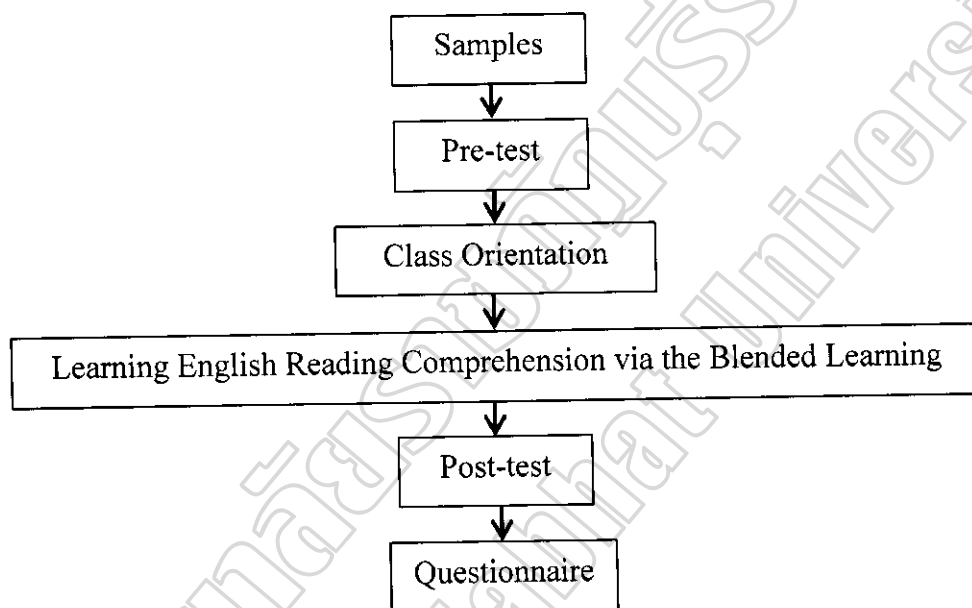 Samples
Pre-test
Class Orientation
Learning English Reading Comprehension via the Blended Learning
Post-test
Questionnaire